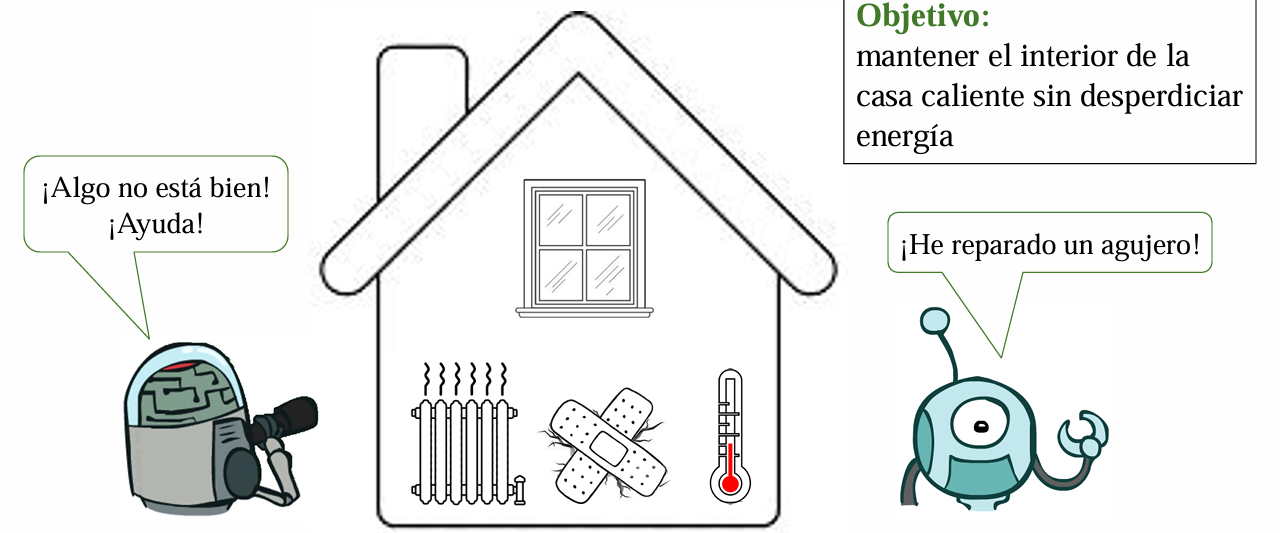 Objetivo:
mantener el interior de la
casa caliente sin desperdiciar
energía
¡Algo no está bien!
¡Ayuda!
¡He reparado un agujero!